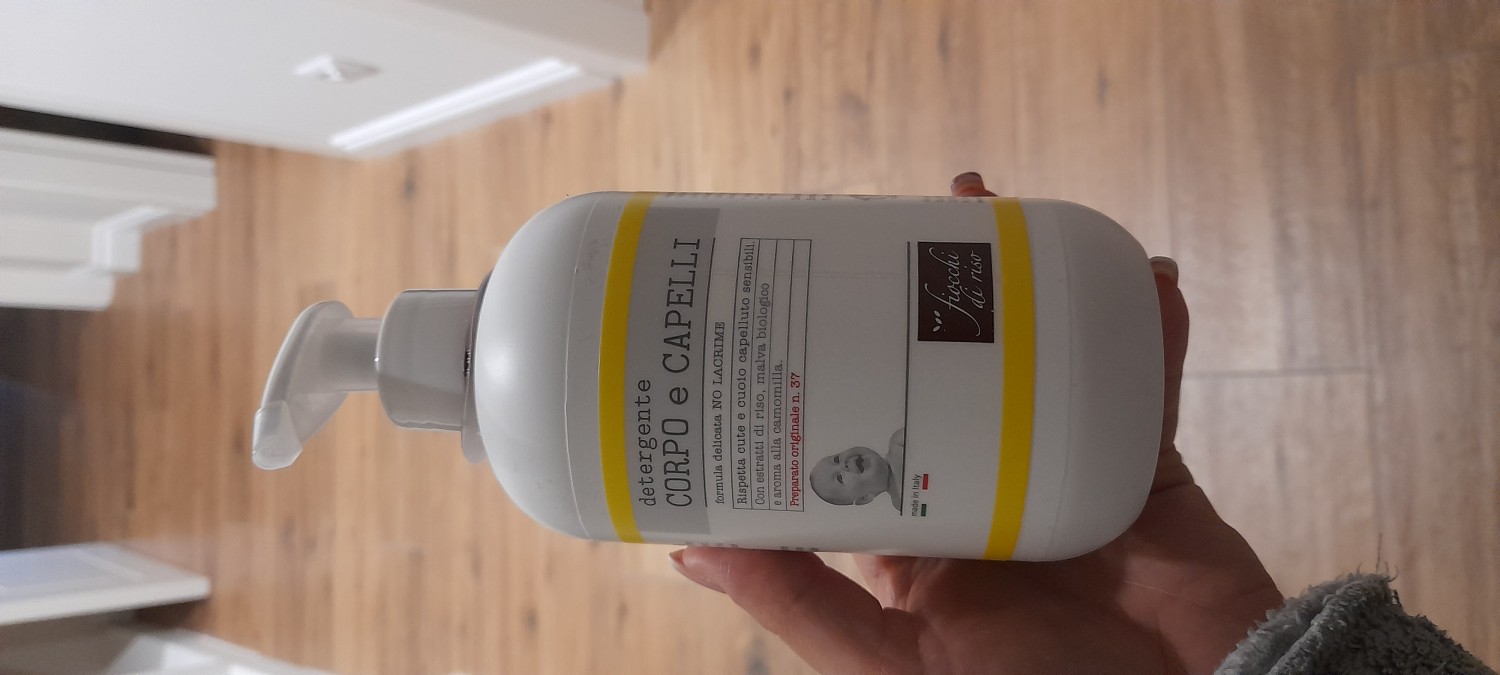 detergente
CORPO e CAPELLI
formula delicata NO LACRIME
Rispetta cute e cuoio capelluto sensibili.
Con estratti di riso, malva biologico
e aroma alla camomilla.
Preparato originale n. 37
made in Italy
fiocchi
di riso